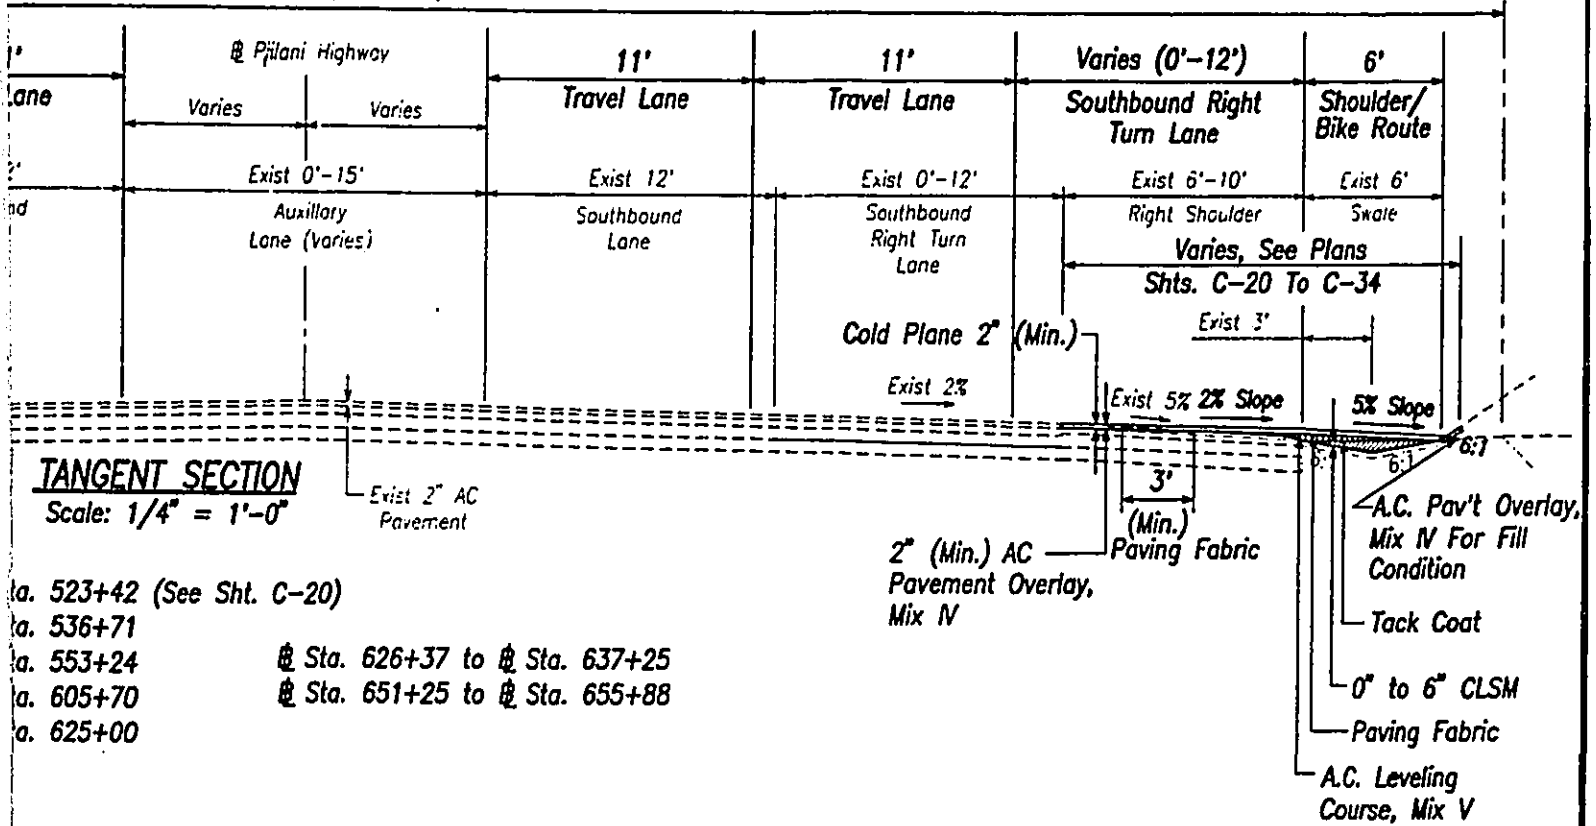 ℄ Piilani Highway
11'
11'
Varies (0'-12')
6'
Lane
Varies
Varies
Travel Lane
Travel Lane
Southbound Right
Turn Lane
Shoulder/
Bike Route
Exist 0'-15'
Exist 12'
Exist 0'-12'
Exist 6'-10'
Exist 6'
Auxillary
Lane (varies)
Southbound
Lane
Southbound
Right Turn
Lane
Right Shoulder
Swale
Varies, See Plans
Shts. C-20 To C-34
Exist 3'
Cold Plane 2" (Min.)
Exist 2%
Exist 5%
2% Slope
5% Slope
6:1
6:1
TANGENT SECTION
Scale: 1/4" = 1'-0"
Exist 2" AC
Pavement
3'
(Min.)
Paving Fabric
2" (Min.) AC
Pavement Overlay,
Mix IV
A.C. Pav't Overlay,
Mix IV For Fill
Condition
Tack Coat
0" to 6" CLSM
Paving Fabric
A.C. Leveling
Course, Mix V
ta. 523+42 (See Sht. C-20)
ta. 536+71
ta. 553+24
ta. 605+70
ta. 625+00
℄ Sta. 626+37 to ℄ Sta. 637+25
℄ Sta. 651+25 to ℄ Sta. 655+88